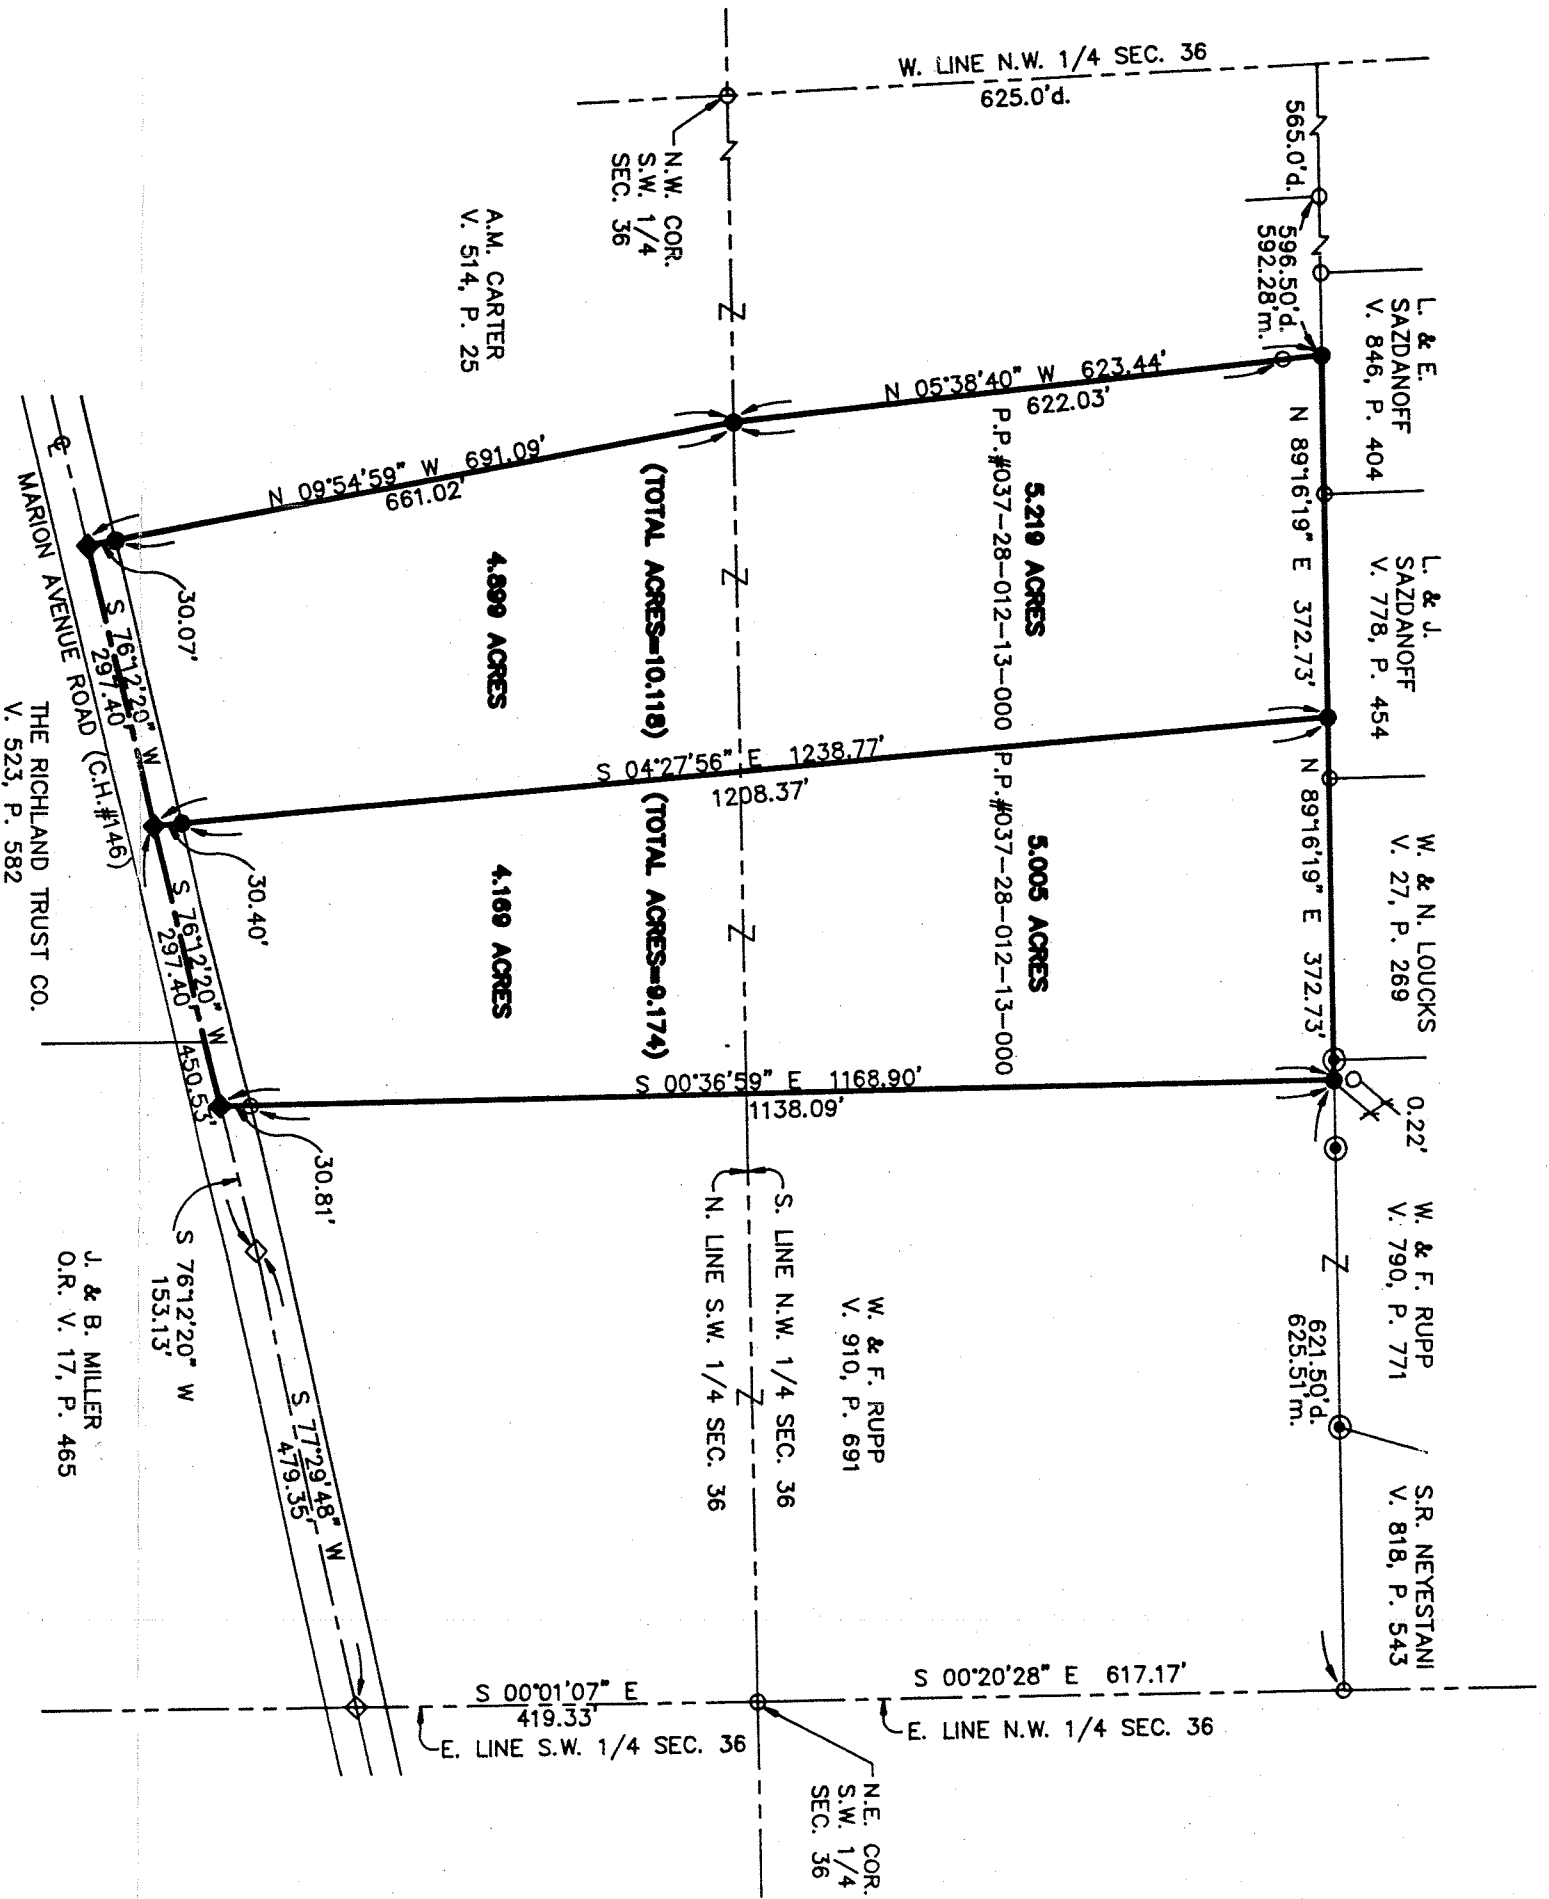 W. LINE N.W. 1/4 SEC. 36
625.0'd.
565.0'd.
596.50'd.
592.28'm.
N.W. COR.
S.W. 1/4
SEC. 36
L. & E.
SAZDANOFF
V. 846, P. 404
L. & J.
SAZDANOFF
V. 778, P. 454
W. & N. LOUCKS
V. 27, P. 269
W. & F. RUPP
V. 790, P. 771
S.R. NEYESTANI
V. 818, P. 543
A.M. CARTER
V. 514, P. 25
N 05°38'40" W 623.44'
622.03'
N 89°16'19" E 372.73'
N 89°16'19" E 372.73'
0.22'
621.50'd.
625.51'm.
N 09°54'59" W 691.09'
661.02'
5.219 ACRES
P.P.#037-28-012-13-000
(TOTAL ACRES=10.118)
4.899 ACRES
S 04°27'56" E 1238.77'
1208.37'
5.005 ACRES
P.P.#037-28-012-13-000
(TOTAL ACRES=9.174)
4.169 ACRES
S 00°36'59" E 1168.90'
1138.09'
30.07'
30.40'
30.81'
S 76°12'20" W
297.40'
S 76°12'20" W
297.40'
450.53'
MARION AVENUE ROAD (C.H.#146)
THE RICHLAND TRUST CO.
V. 523, P. 582
S 76°12'20" W
153.13'
S 77°29'48" W
479.35'
J. & B. MILLER
O.R. V. 17, P. 465
W. & F. RUPP
V. 910, P. 691
S. LINE N.W. 1/4 SEC. 36
N. LINE S.W. 1/4 SEC. 36
S 00°20'28" E 617.17'
E. LINE N.W. 1/4 SEC. 36
S 00°01'07" E
419.33'
E. LINE S.W. 1/4 SEC. 36
N.E. COR.
S.W. 1/4
SEC. 36